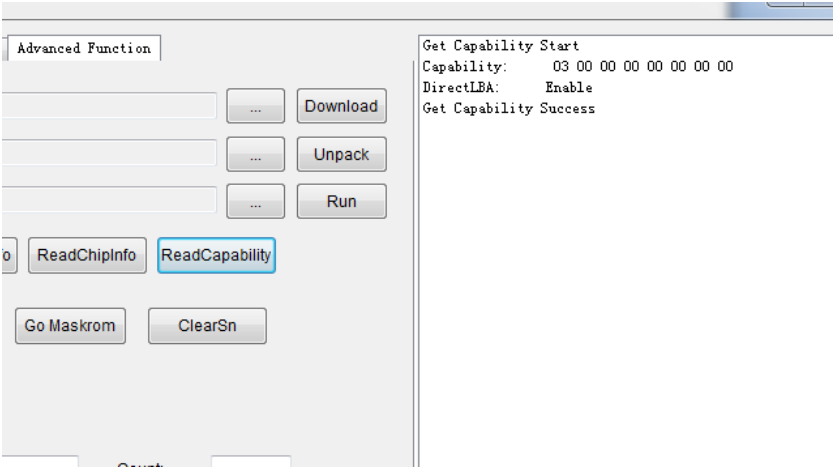 Advanced Function
... Download
... Unpack
... Run
ReadChipInfo ReadCapability
Go Maskrom ClearSn
Get Capability Start
Capability: 03 00 00 00 00 00 00 00
DirectLBA: Enable
Get Capability Success